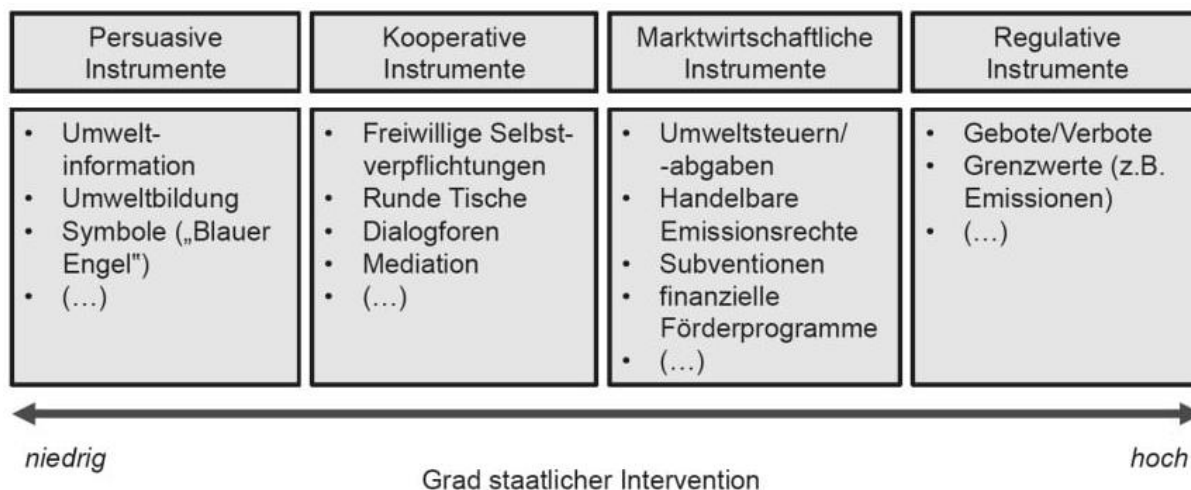 Persuasive
Instrumente
Kooperative
Instrumente
Marktwirtschaftliche
Instrumente
Regulative
Instrumente
• Umwelt-
information
• Umweltbildung
• Symbole („Blauer
Engel")
• (…)
• Freiwillige Selbst-
verpflichtungen
• Runde Tische
• Dialogforen
• Mediation
• (…)
• Umweltsteuern/
-abgaben
• Handelbare
Emissionsrechte
• Subventionen
• finanzielle
Förderprogramme
• (…)
• Gebote/Verbote
• Grenzwerte (z.B.
Emissionen)
• (…)
niedrig
hoch
Grad staatlicher Intervention